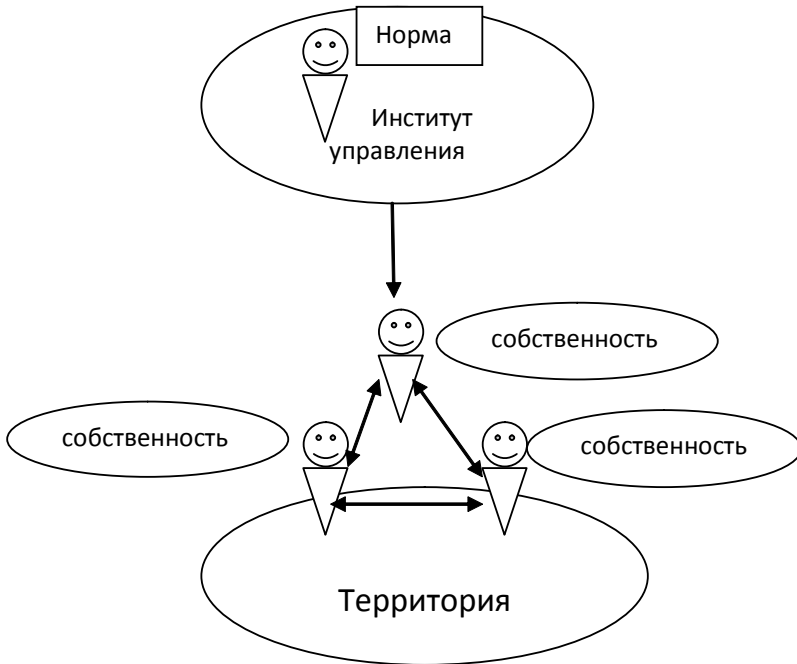 Норма
Институт
управления
собственность
собственность
собственность
Территория